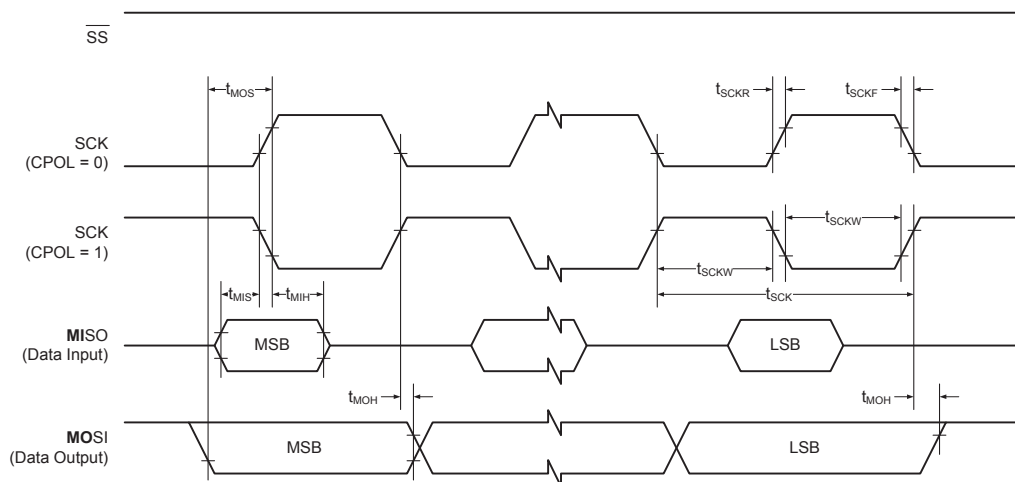 SS
tMOS
tSCKR
tSCKF
SCK
(CPOL = 0)
SCK
(CPOL = 1)
tSCKW
tSCKW
tMIS
tMIH
tSCK
MISO
(Data Input)
MSB
LSB
tMOH
tMOH
MOSI
(Data Output)
MSB
LSB